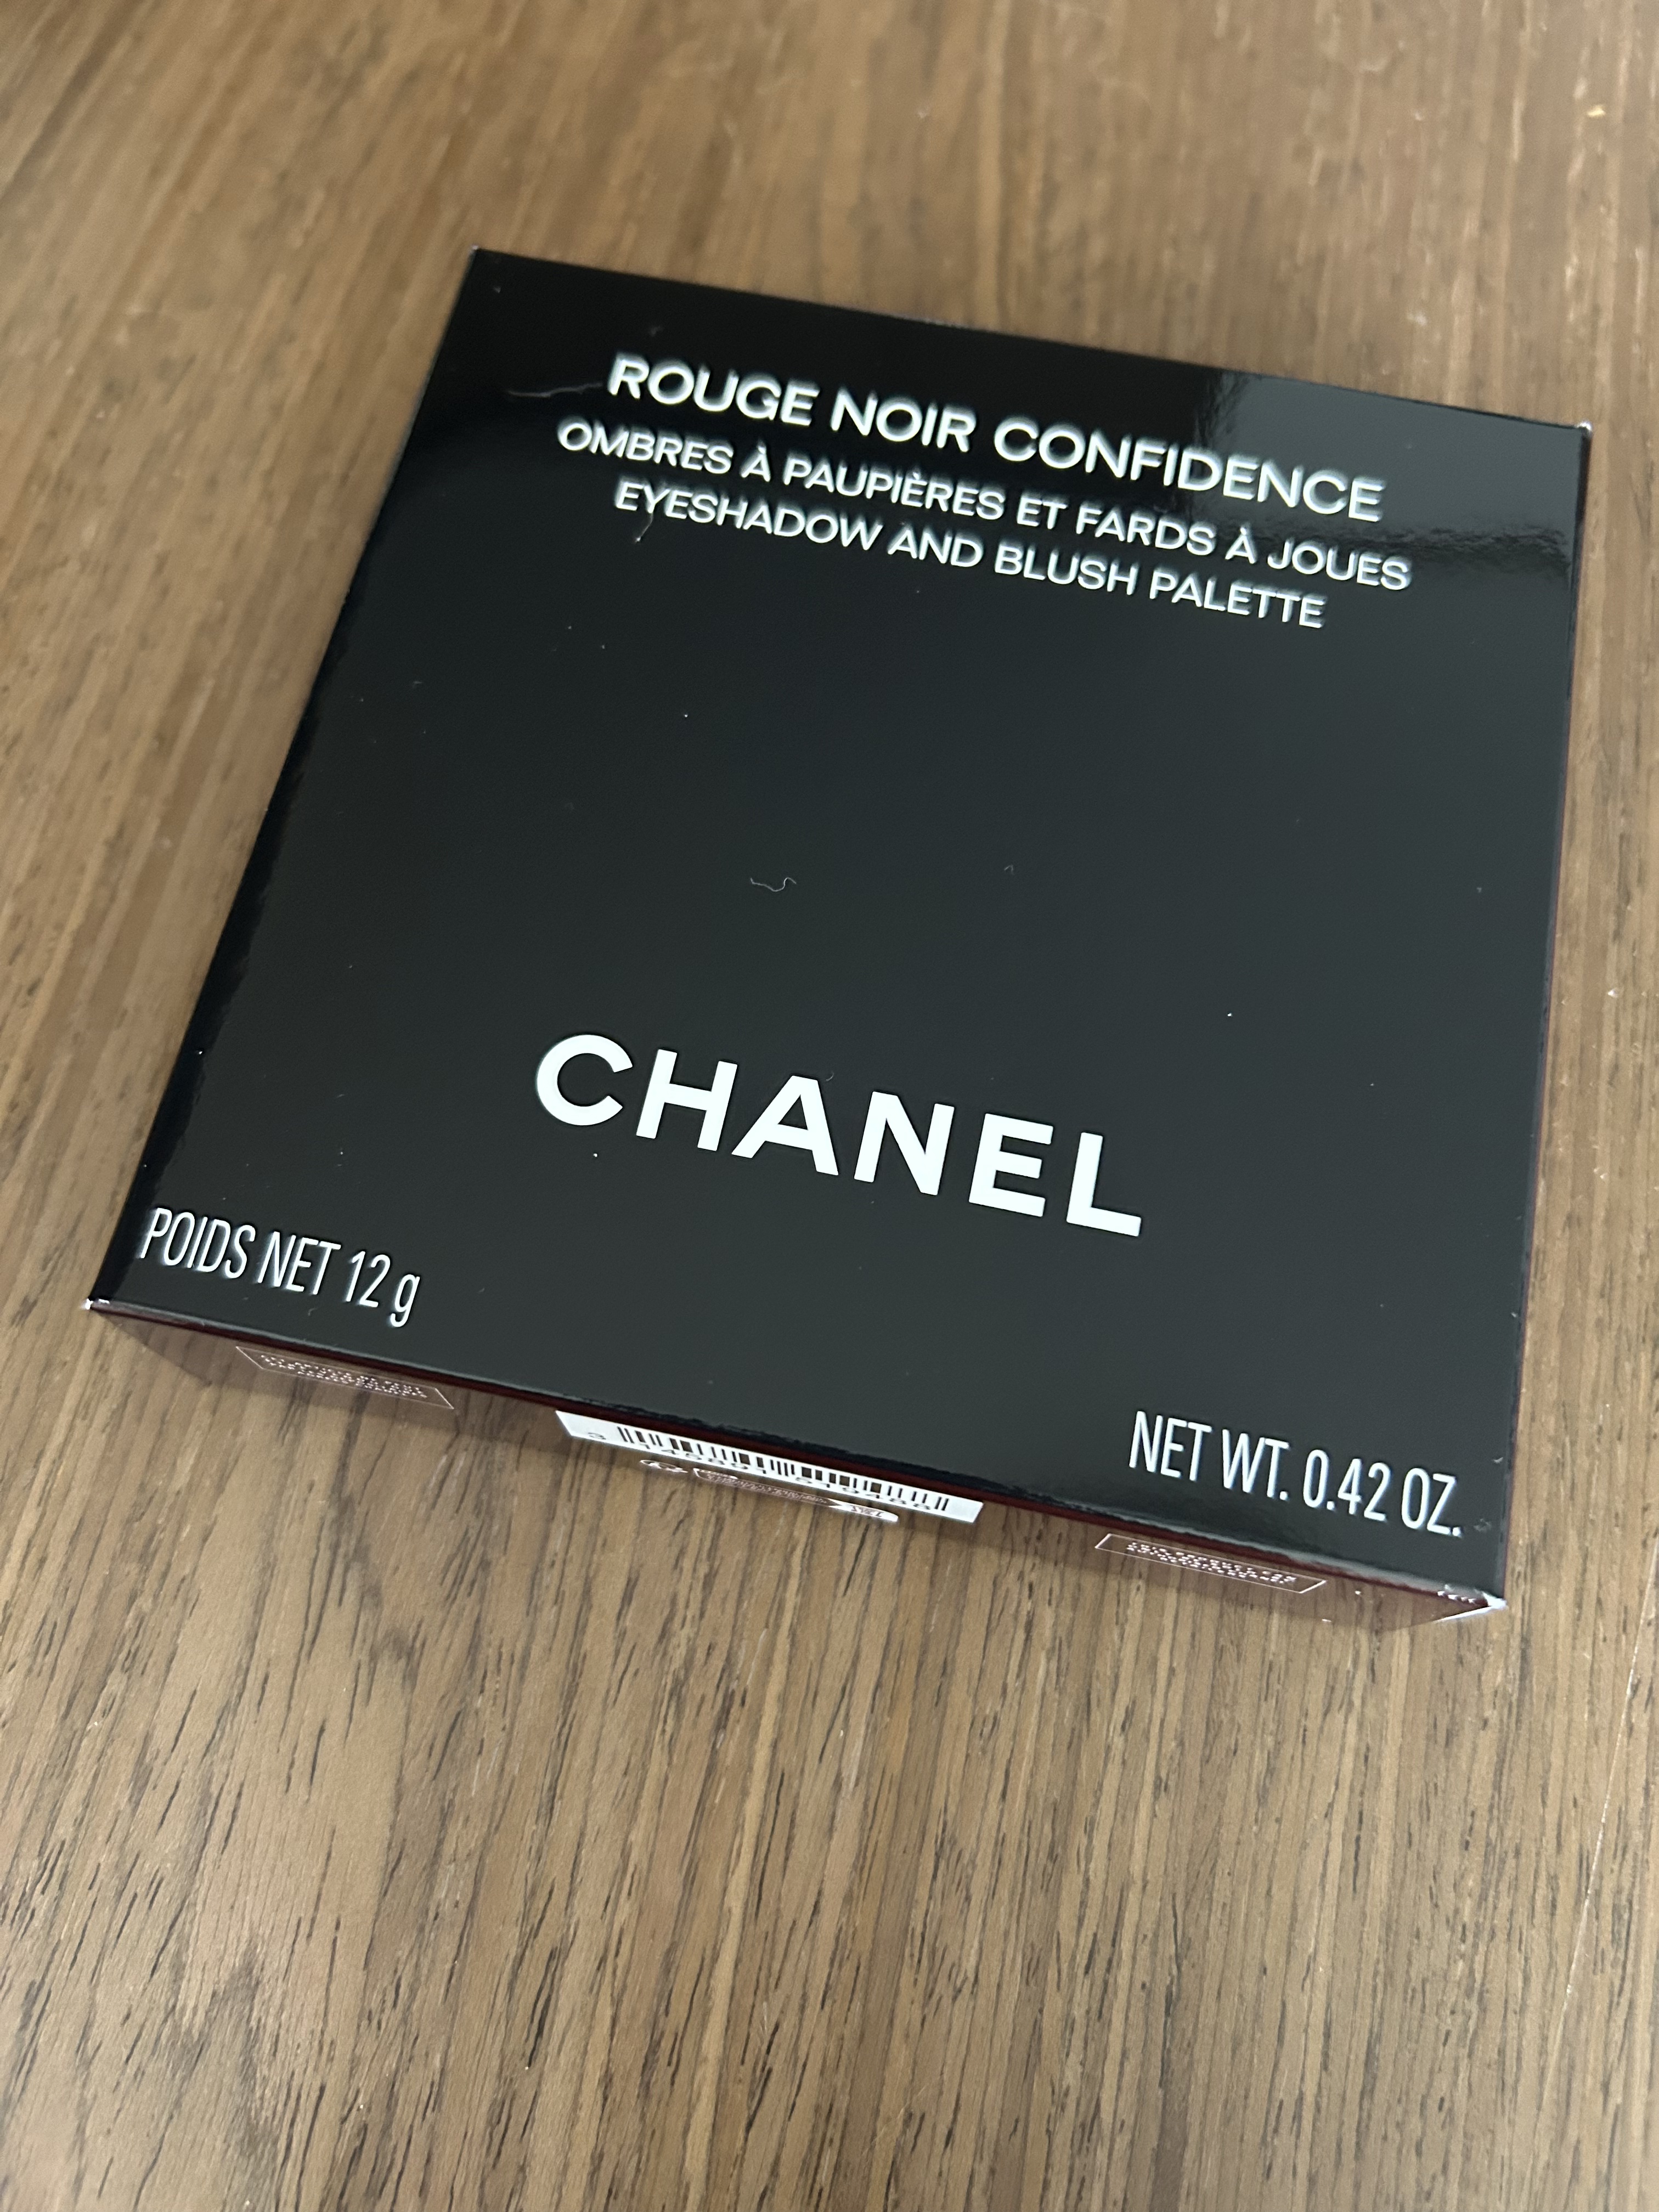 ROUGE NOIR CONFIDENCE
OMBRES À PAUPIÈRES ET FARDS À JOUES
EYESHADOW AND BLUSH PALETTE
CHANEL
POIDS NET 12 g
NET WT. 0.42 OZ.